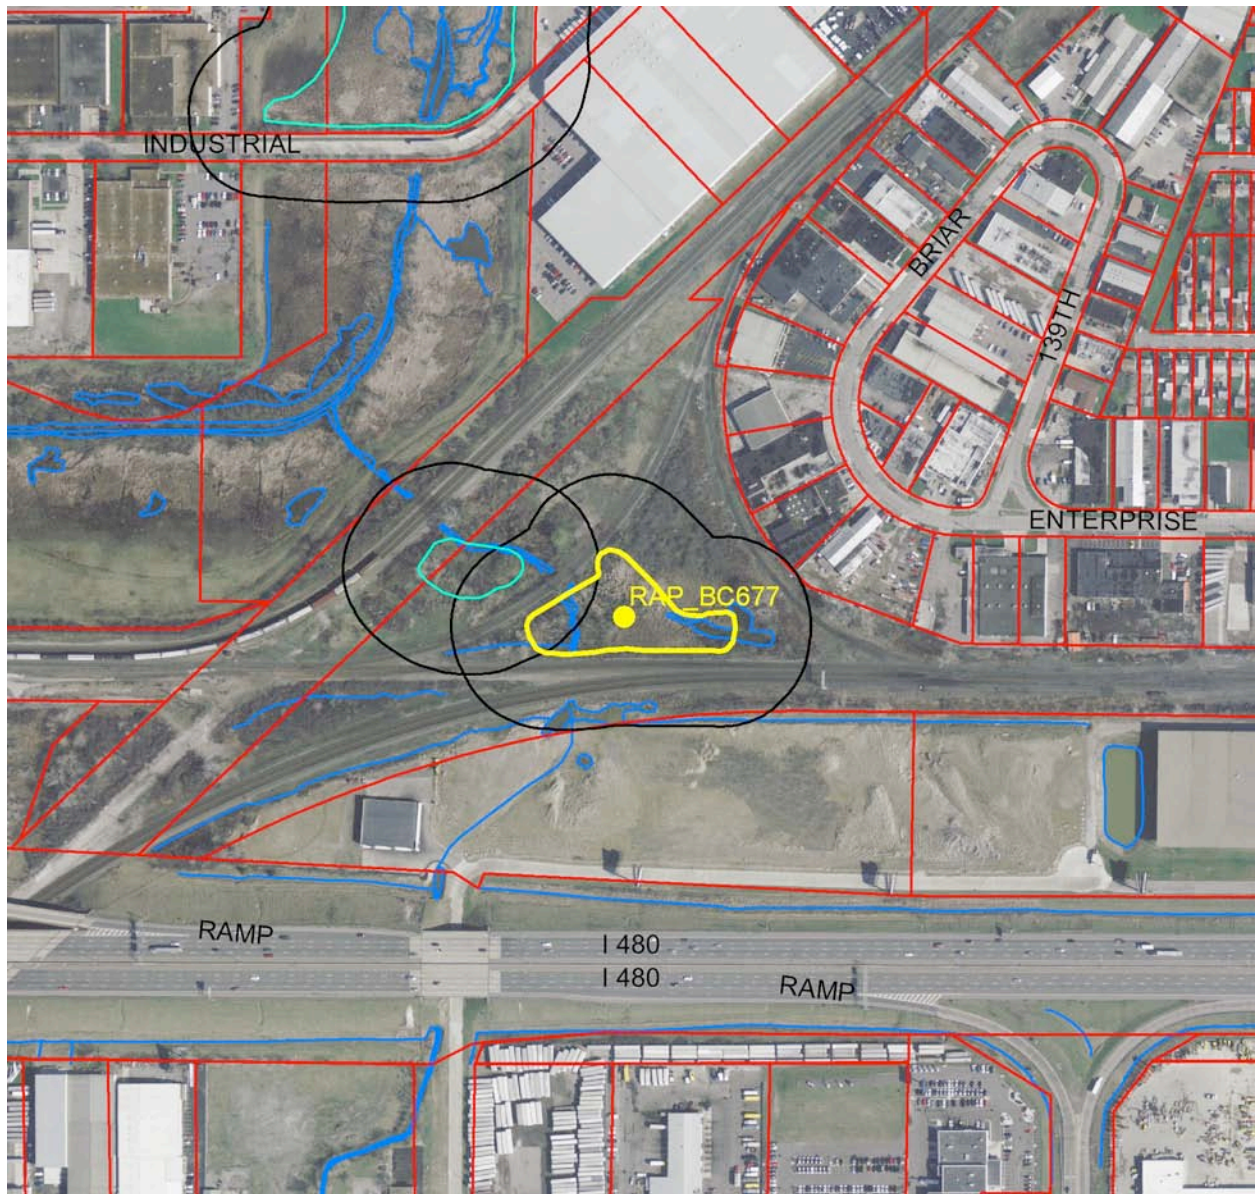 INDUSTRIAL
BRIAR
139TH
ENTERPRISE
RAP_BC677
RAMP
I 480
I 480
RAMP